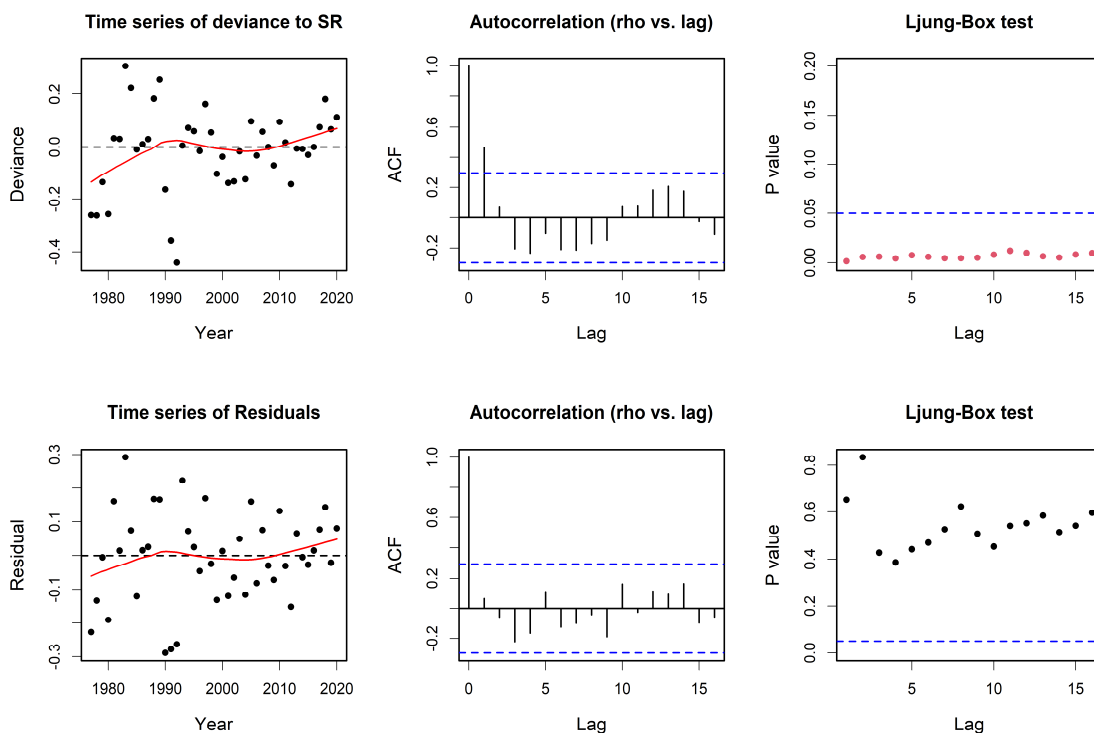 Time series of deviance to SR
Deviance
0.2
0.0
-0.2
-0.4
1980 1990 2000 2010 2020
Year
Autocorrelation (rho vs. lag)
ACF
1.0
0.6
0.2
-0.2
0 5 10 15
Lag
Ljung-Box test
P value
0.20
0.15
0.10
0.05
0.00
5 10 15
Lag
Time series of Residuals
Residual
0.3
0.1
-0.1
-0.3
1980 1990 2000 2010 2020
Year
Autocorrelation (rho vs. lag)
ACF
1.0
0.6
0.2
-0.2
0 5 10 15
Lag
Ljung-Box test
P value
0.8
0.6
0.4
0.2
0.0
5 10 15
Lag